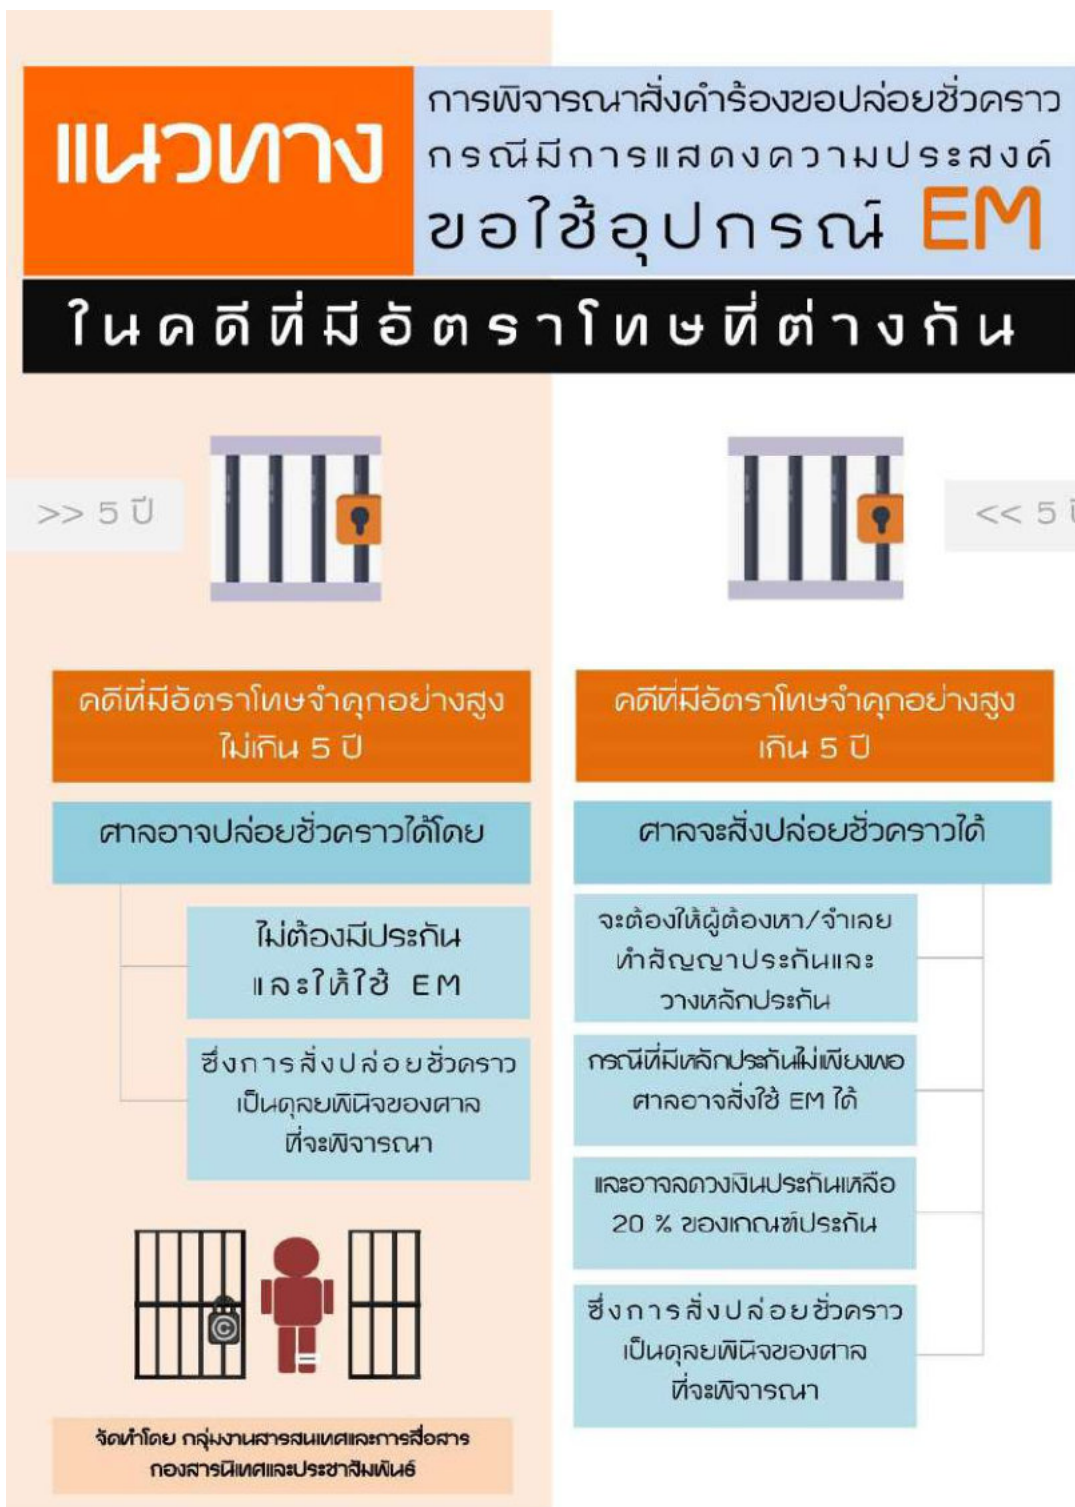 แนวทาง
การพิจารณาสั่งคำร้องขอปล่อยชั่วคราว
กรณีมีการแสดงความประสงค์
ขอใช้อุปกรณ์ EM
ในคดีที่มีอัตราโทษที่ต่างกัน
>> 5 ปี
<< 5 ปี
คดีที่มีอัตราโทษจำคุกอย่างสูง
ไม่เกิน 5 ปี
ศาลอาจปล่อยชั่วคราวได้โดย
ไม่ต้องมีประกัน
และให้ใช้ EM
ซึ่งการสั่งปล่อยชั่วคราว
เป็นดุลยพินิจของศาล
ที่จะพิจารณา
คดีที่มีอัตราโทษจำคุกอย่างสูง
เกิน 5 ปี
ศาลจะสั่งปล่อยชั่วคราวได้
จะต้องให้ผู้ต้องหา/จำเลย
ทำสัญญาประกันและ
วางหลักประกัน
กรณีที่มีหลักประกันไม่เพียงพอ
ศาลอาจสั่งใช้ EM ได้
และอาจลดวงเงินประกันเหลือ
20 % ของเกณฑ์ประกัน
ซึ่งการสั่งปล่อยชั่วคราว
เป็นดุลยพินิจของศาล
ที่จะพิจารณา
จัดทำโดย กลุ่มงานสารสนเทศและการสื่อสาร
กองสารนิเทศและประชาสัมพันธ์